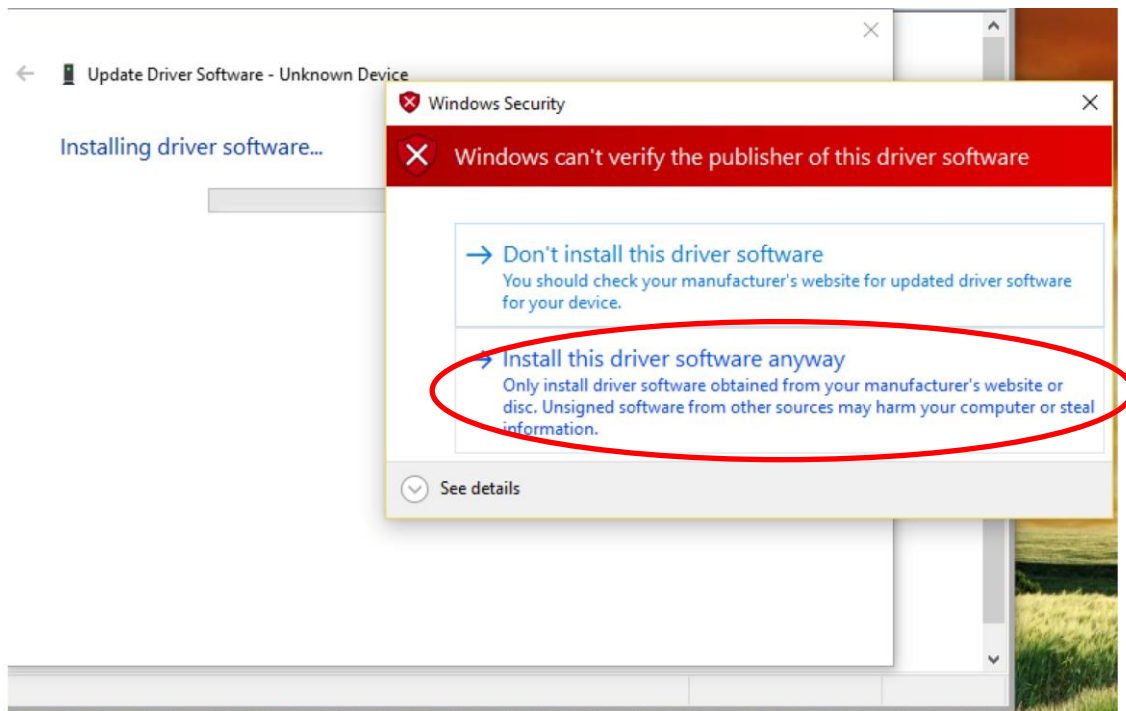 Update Driver Software - Unknown Device
Installing driver software...
Windows Security
Windows can't verify the publisher of this driver software
Don't install this driver software
You should check your manufacturer's website for updated driver software
for your device.
Install this driver software anyway
Only install driver software obtained from your manufacturer's website or
disc. Unsigned software from other sources may harm your computer or steal
information.
See details